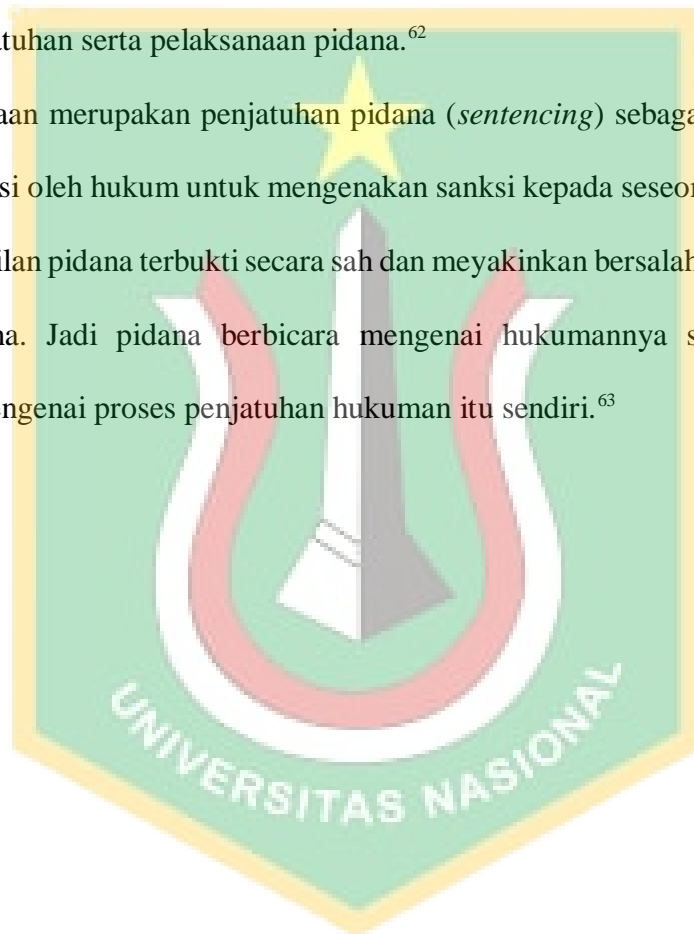 atuhan serta pelaksanaan pidana.⁶²
aan merupakan penjatuhan pidana (sentencing) sebaga
si oleh hukum untuk mengenakan sanksi kepada seseor
ilan pidana terbukti secara sah dan meyakinkan bersalah
na. Jadi pidana berbicara mengenai hukumannya s
engenai proses penjatuhan hukuman itu sendiri.⁶³
UNIVERSITAS NASIONAL